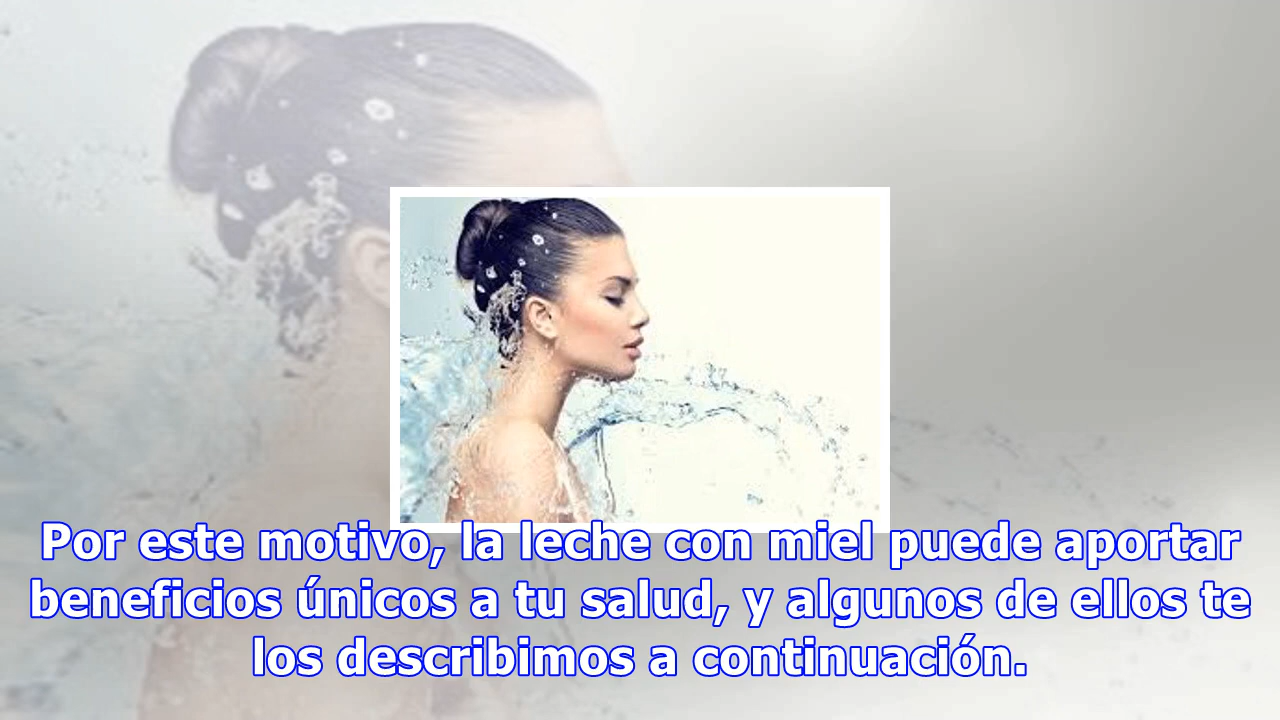 Por este motivo, la leche con miel puede aportar
beneficios únicos a tu salud, y algunos de ellos te
los describimos a continuación.